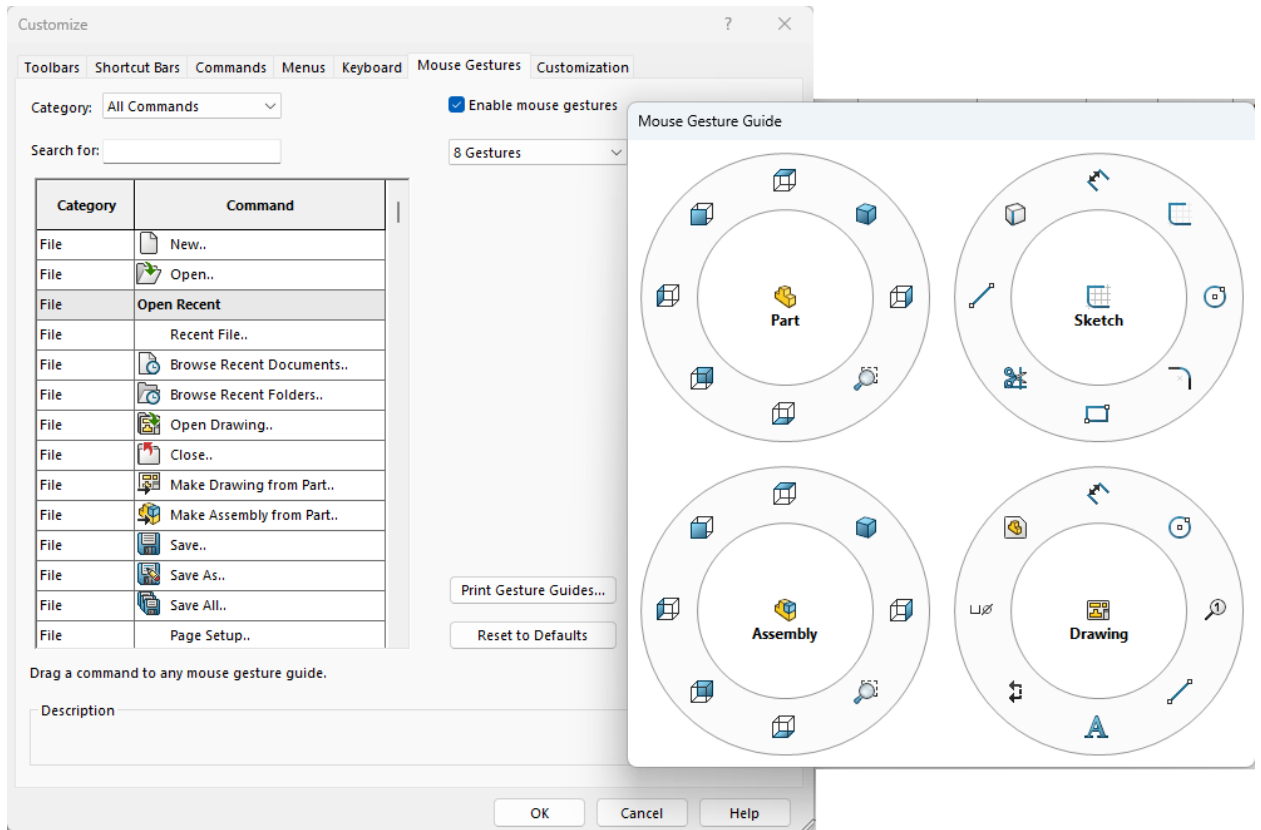 Customize
Toolbars Shortcut Bars Commands Menus Keyboard Mouse Gestures Customization
Category: All Commands
Enable mouse gestures
Search for:
8 Gestures
Category Command
File New..
File Open..
File Open Recent
File Recent File..
File Browse Recent Documents..
File Browse Recent Folders..
File Open Drawing..
File Close..
File Make Drawing from Part..
File Make Assembly from Part..
File Save..
File Save As..
File Save All..
File Page Setup..
Print Gesture Guides...
Reset to Defaults
Drag a command to any mouse gesture guide.
Description
OK Cancel Help
Mouse Gesture Guide
Part
Sketch
Assembly
Drawing
1
A